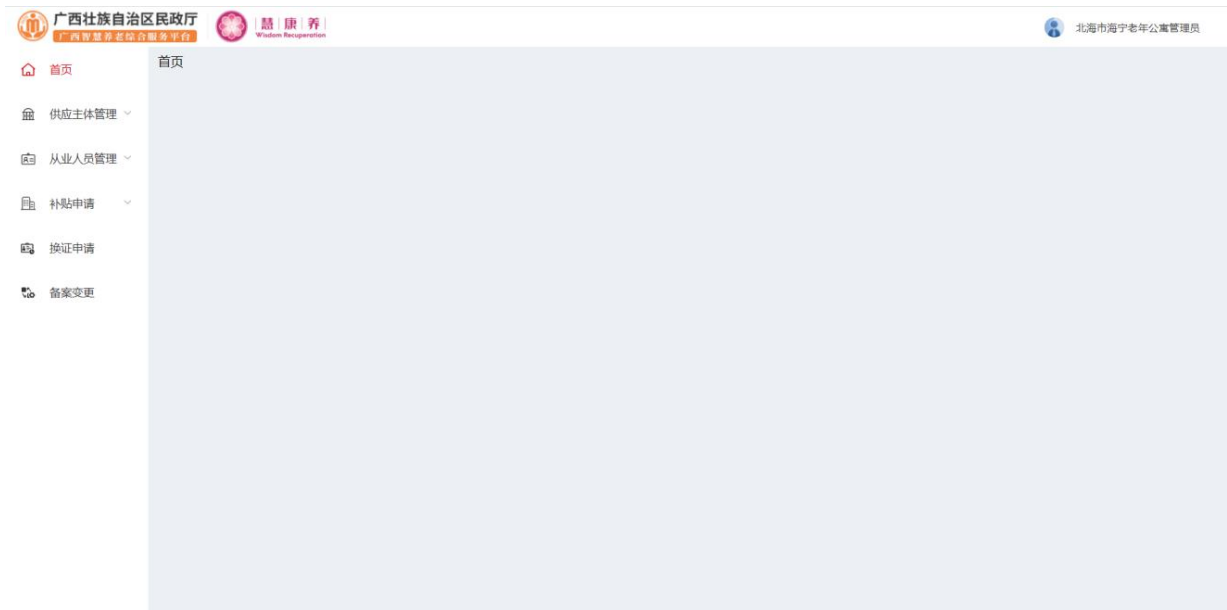 广西壮族自治区民政厅
广西智慧养老综合服务平台
慧 康 养
Wisdom Recuperation
北海市海宁老年公寓管理员
首页
首页
供应主体管理
从业人员管理
补贴申请
换证申请
备案变更